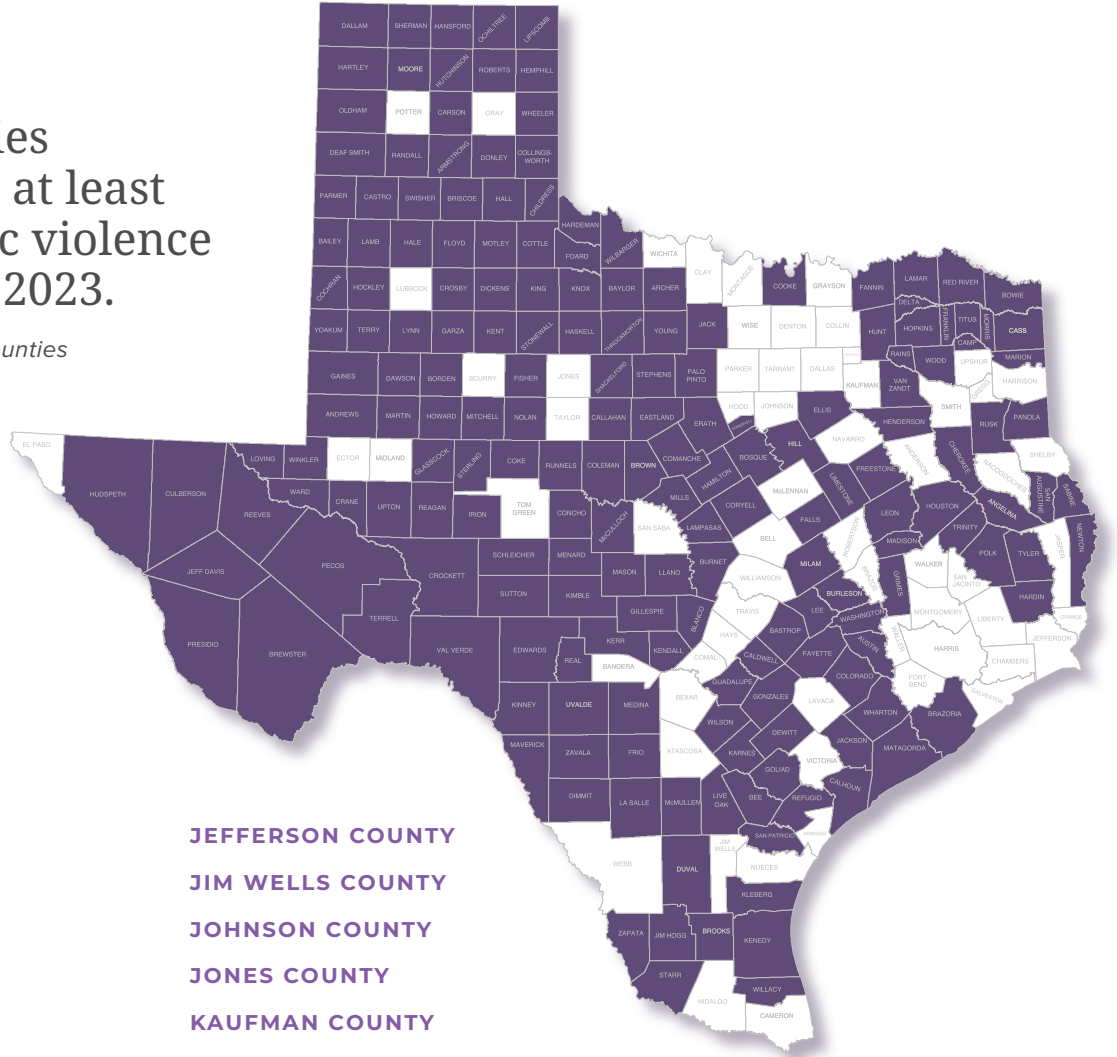 DALLAM SHERMAN HANSFORD OCHILTREE LIPSCOMB
HARTLEY MOORE HUTCHINSON ROBERTS HEMPHILL
OLDHAM POTTER CARSON GRAY WHEELER
ies
DEAF SMITH RANDALL ARMSTRONG DONLEY COLLINGS-
WORTH
at least
PARMER CASTRO SWISHER BRISCOE HALL CHILDRESS
c violence
HARDEMAN
BAILEY LAMB HALE FLOYD MOTLEY COTTLE FOARD WILBARGER WICHITA
CLAY MONTAGUE COOKE GRAYSON FANNIN LAMAR RED RIVER BOWIE
2023.
COCHRAN HOCKLEY LUBBOCK CROSBY DICKENS KING KNOX BAYLOR ARCHER
DELTA FRANKLIN TITUS MORRIS CASS
YOAKUM TERRY LYNN GARZA KENT STONEWALL HASKELL THROCKMORTON YOUNG JACK WISE DENTON COLLIN HUNT HOPKINS CAMP
ounties
RAINS WOOD UPSHUR MARION
GAINES DAWSON BORDEN SCURRY FISHER JONES SHACKELFORD STEPHENS PALO
PINTO PARKER TARRANT DALLAS KAUFMAN VAN
ZANDT SMITH GREGG HARRISON
ANDREWS MARTIN HOWARD MITCHELL NOLAN TAYLOR CALLAHAN EASTLAND ERATH HOOD JOHNSON ELLIS HENDERSON RUSK PANOLA
EL PASO LOVING WINKLER ECTOR MIDLAND GLASSCOCK STERLING COKE RUNNELS COLEMAN BROWN COMANCHE BOSQUE HILL NAVARRO ANDERSON CHEROKEE NACOGDOCHES SHELBY
HUDSPETH CULBERSON REEVES WARD CRANE UPTON REAGAN IRION TOM
GREEN CONCHO McCULLOCH SAN SABA MILLS HAMILTON CORYELL McLENNAN LIMESTONE FREESTONE LEON HOUSTON ANGELINA SAN
AUGUSTINE SABINE
LAMPASAS BELL FALLS ROBERTSON MADISON TRINITY POLK TYLER JASPER NEWTON
JEFF DAVIS PECOS CROCKETT SCHLEICHER MENARD MASON LLANO BURNET WILLIAMSON MILAM BRAZOS GRIMES WALKER SAN
JACINTO HARDIN
PRESIDIO BREWSTER TERRELL VAL VERDE SUTTON KIMBLE GILLESPIE BLANCO TRAVIS LEE BURLESON WASHINGTON MONTGOMERY LIBERTY ORANGE
EDWARDS REAL KERR KENDALL HAYS BASTROP FAYETTE AUSTIN WALLER HARRIS JEFFERSON
BANDERA COMAL CALDWELL COLORADO FORT
BEND CHAMBERS
KINNEY UVALDE MEDINA BEXAR GUADALUPE GONZALES LAVACA WHARTON BRAZORIA GALVESTON
MAVERICK ZAVALA FRIO ATASCOSA WILSON KARNES DEWITT VICTORIA JACKSON MATAGORDA
DIMMIT LA SALLE McMULLEN LIVE
OAK BEE GOLIAD REFUGIO CALHOUN
JEFFERSON COUNTY
WEBB DUVAL JIM
WELLS SAN PATRICIO NUECES
JIM WELLS COUNTY
KLEBERG
JOHNSON COUNTY
ZAPATA JIM HOGG BROOKS KENEDY
JONES COUNTY
STARR HIDALGO WILLACY
KAUFMAN COUNTY
CAMERON